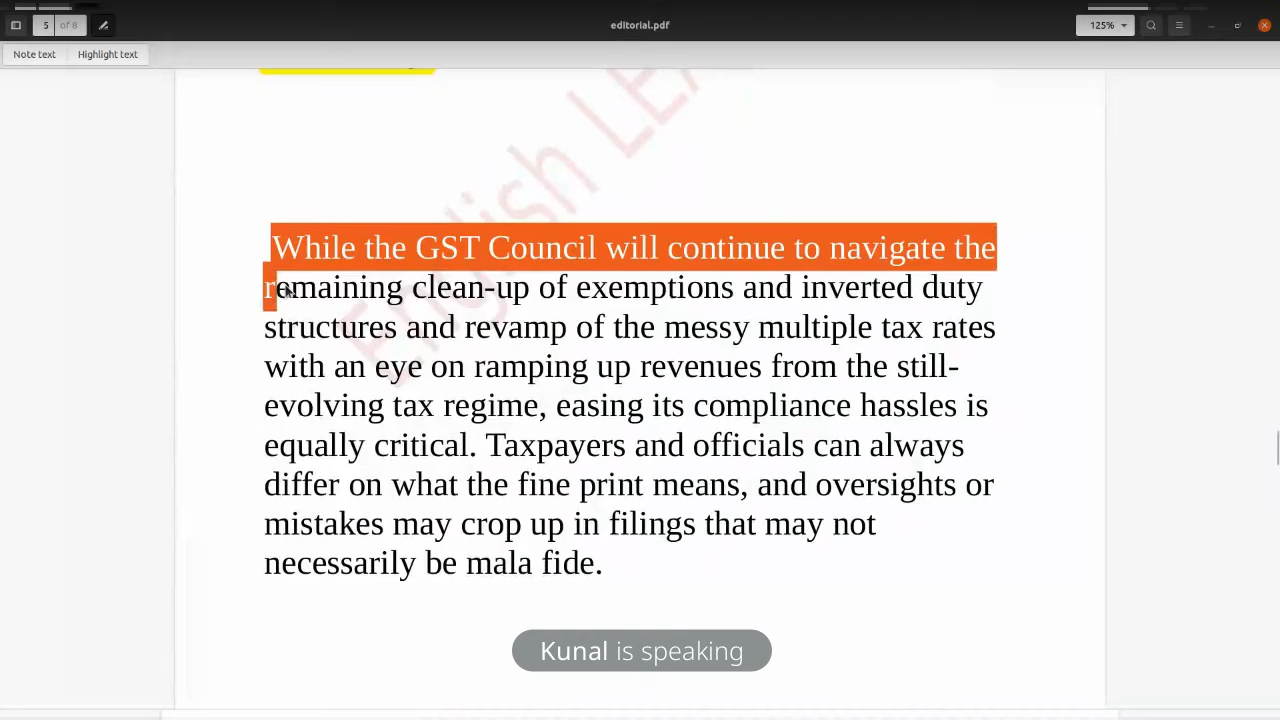 5 of 8
editorial.pdf
125%
Note text Highlight text
English LEA
While the GST Council will continue to navigate the
remaining clean-up of exemptions and inverted duty
structures and revamp of the messy multiple tax rates
with an eye on ramping up revenues from the still-
evolving tax regime, easing its compliance hassles is
equally critical. Taxpayers and officials can always
differ on what the fine print means, and oversights or
mistakes may crop up in filings that may not
necessarily be mala fide.
Kunal is speaking